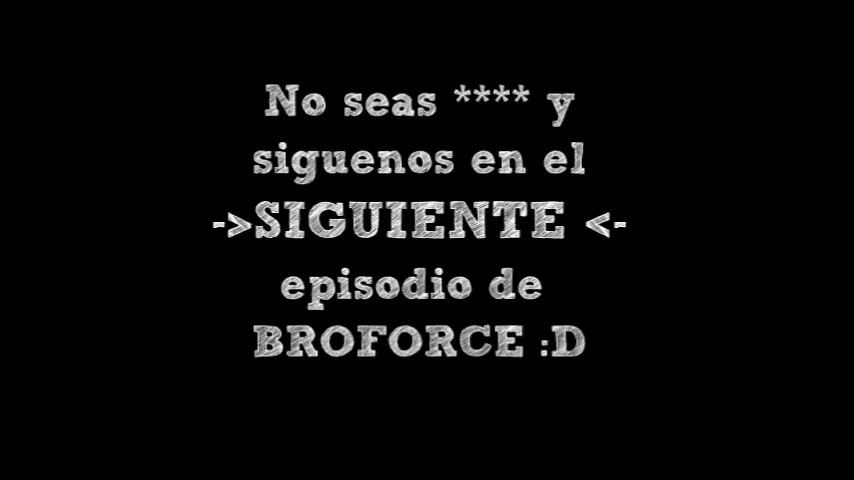 No seas **** y
siguenos en el
->SIGUIENTE <-
episodio de
BROFORCE :D